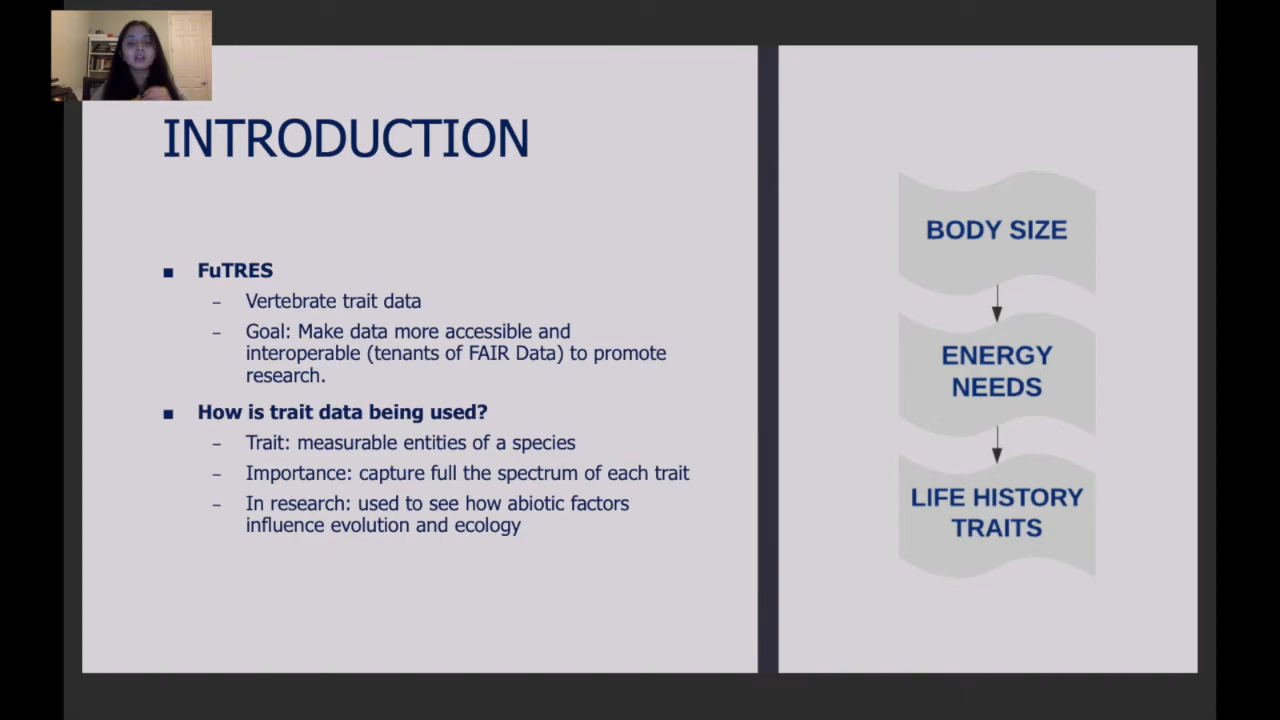 INTRODUCTION
■ FuTRES
– Vertebrate trait data
– Goal: Make data more accessible and
interoperable (tenants of FAIR Data) to promote
research.
■ How is trait data being used?
– Trait: measurable entities of a species
– Importance: capture full the spectrum of each trait
– In research: used to see how abiotic factors
influence evolution and ecology
BODY SIZE
ENERGY
NEEDS
LIFE HISTORY
TRAITS